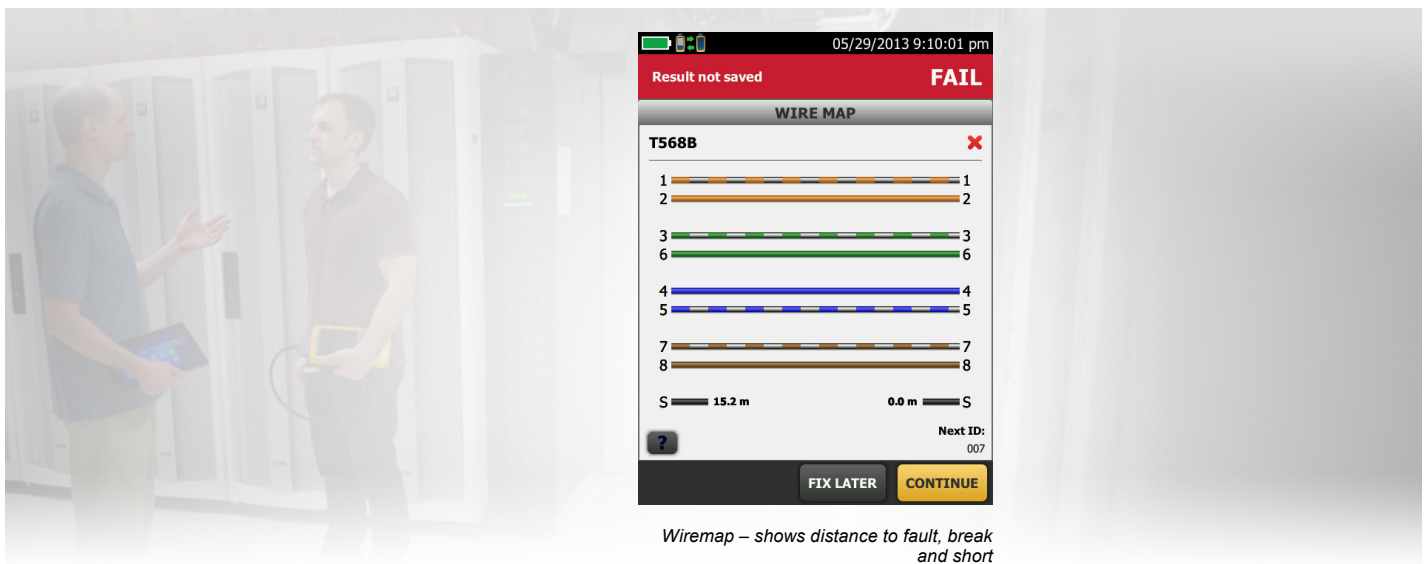 05/29/2013 9:10:01 pm
Result not saved FAIL
WIRE MAP
T568B
1 1
2 2
3 3
6 6
4 4
5 5
7 7
8 8
S 15.2 m 0.0 m S
Next ID:
? 007
FIX LATER CONTINUE
Wiremap – shows distance to fault, break
and short